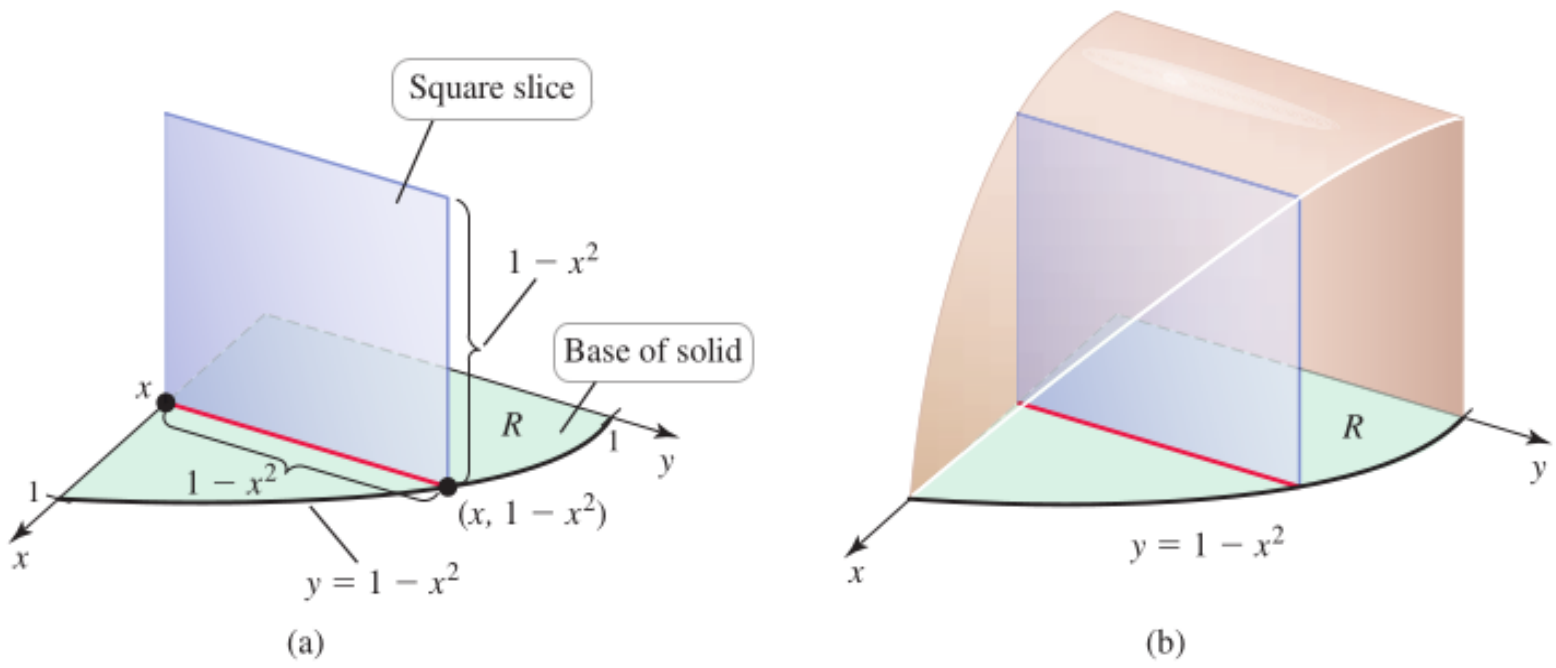 Square slice
1 − x²
Base of solid
x
R
1
y
1 − x²
1
(x, 1 − x²)
x
y = 1 − x²
(a)
R
y
y = 1 − x²
x
(b)